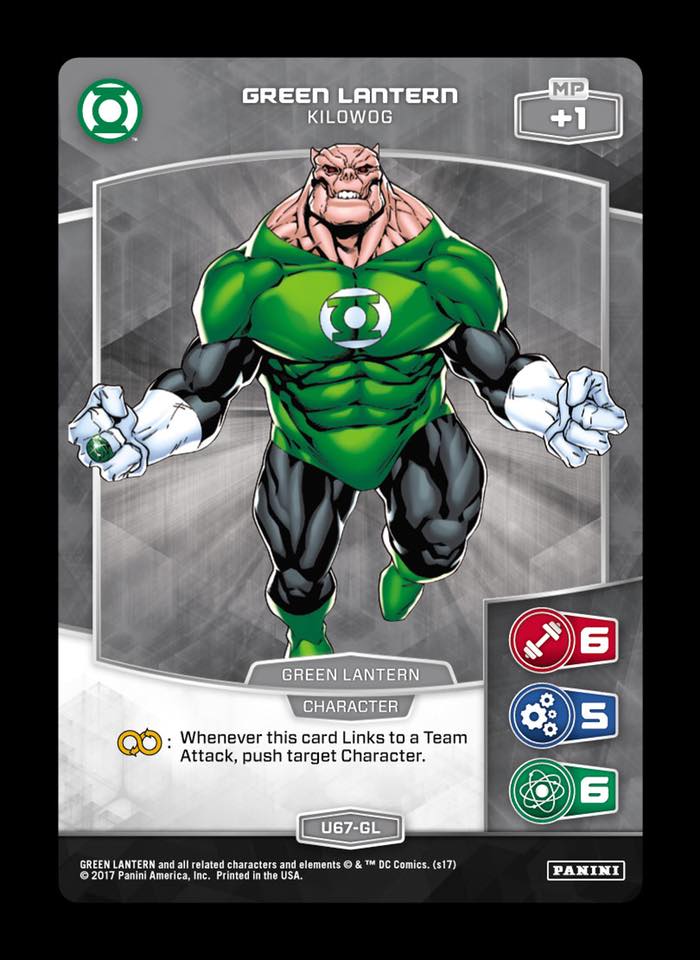 GREEN LANTERN
KILOWOG
MP
+1
™
GREEN LANTERN
CHARACTER
: Whenever this card Links to a Team
Attack, push target Character.
6
5
6
U67-GL
GREEN LANTERN and all related characters and elements © & ™ DC Comics. (s17)
© 2017 Panini America, Inc. Printed in the USA.
PANINI